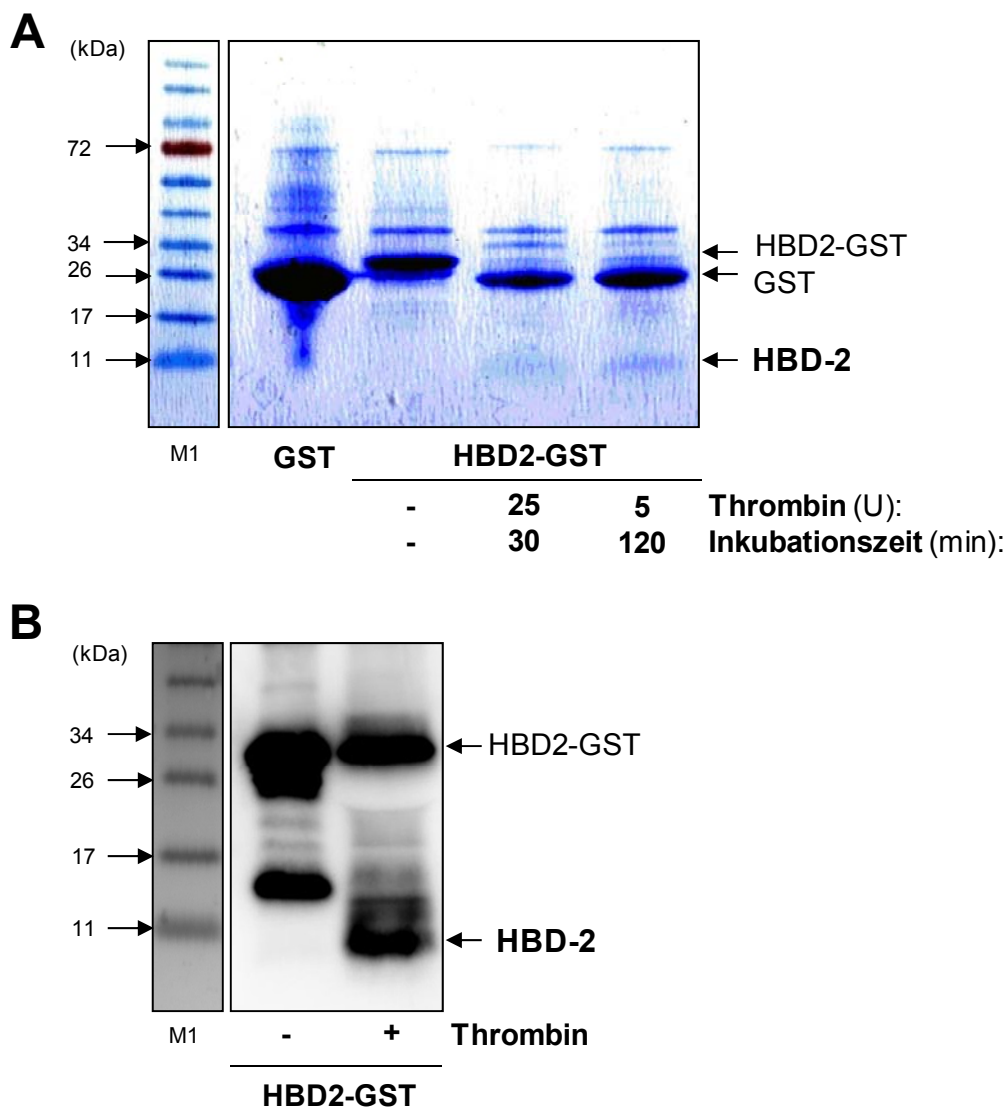 A
(kDa)
72
34
26
17
11
HBD2-GST
GST
HBD-2
M1
GST
HBD2-GST
- 25 5 Thrombin (U):
- 30 120 Inkubationszeit (min):
B
(kDa)
34
26
17
11
HBD2-GST
HBD-2
M1
- + Thrombin
HBD2-GST